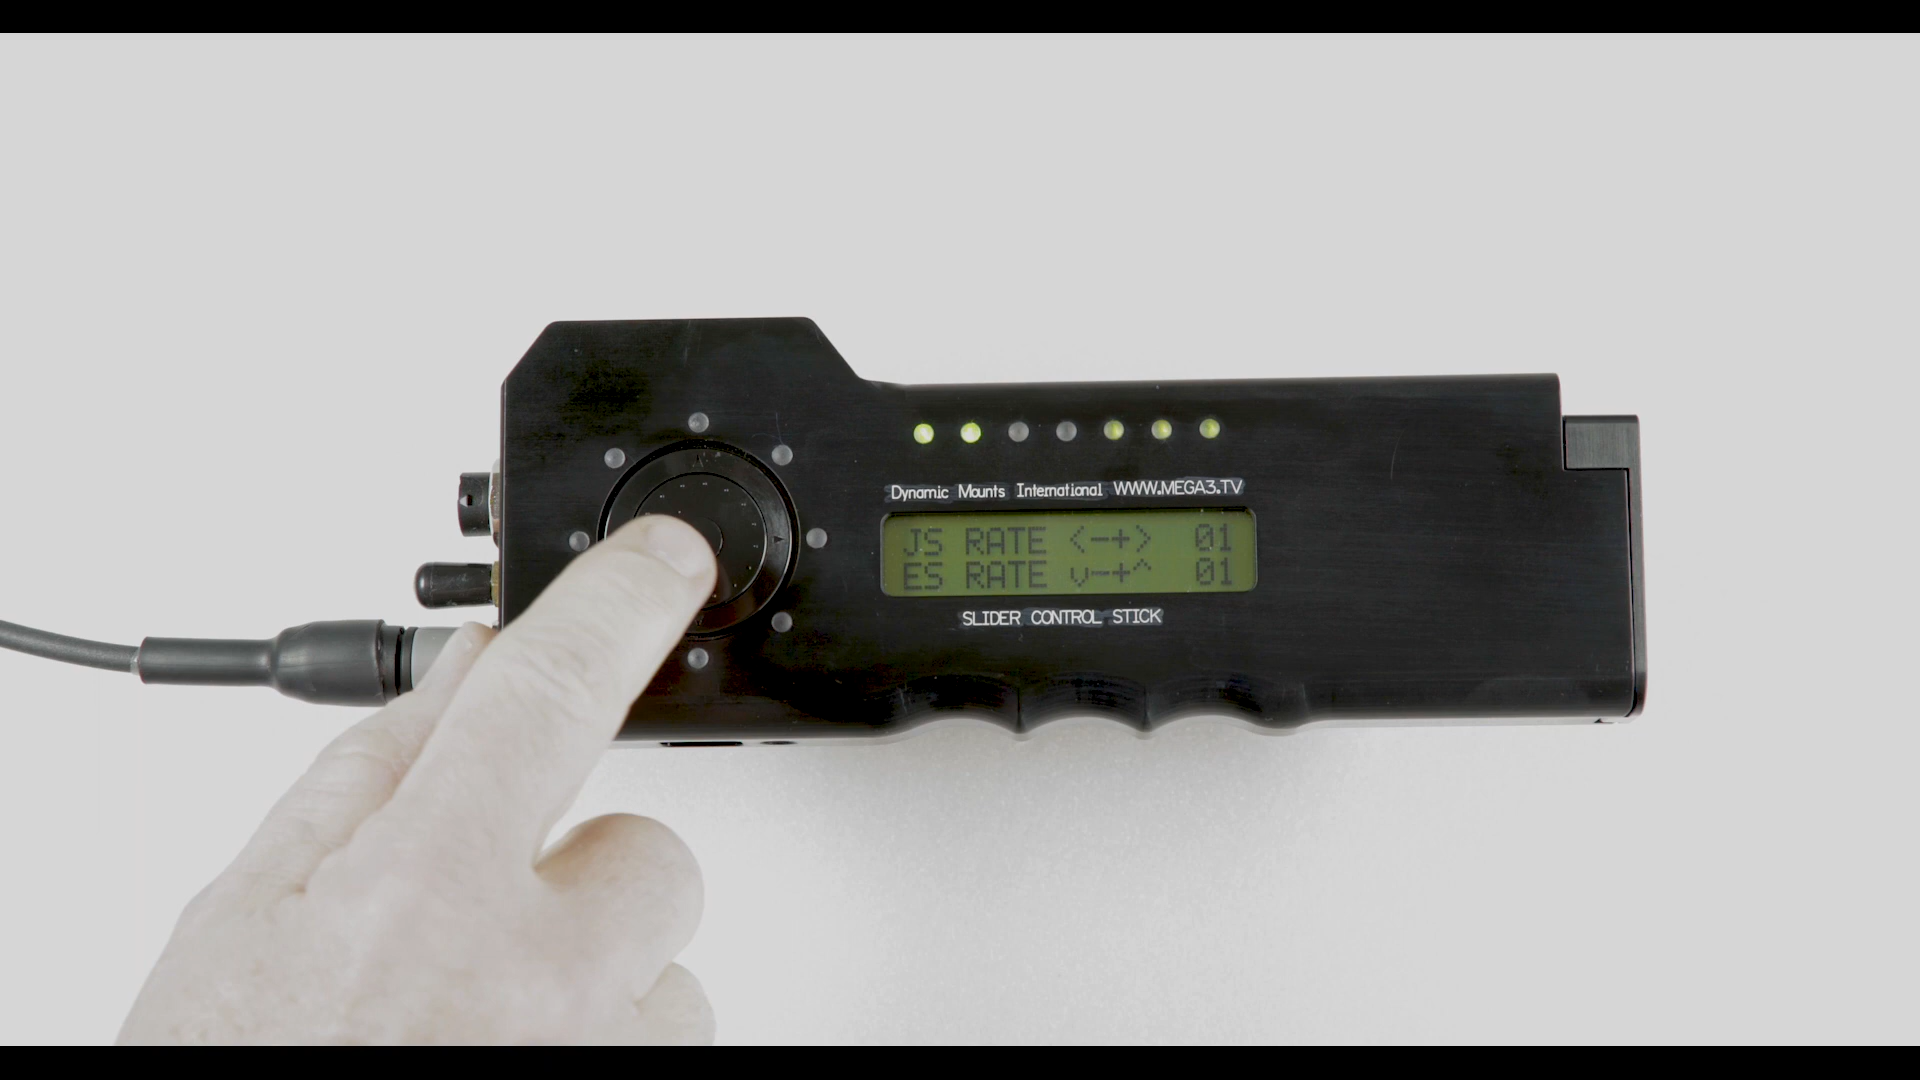 Dynamic Mounts International WWW.MEGA3.TV
JS RATE <-+> 01
ES RATE v-+^ 01
SLIDER CONTROL STICK